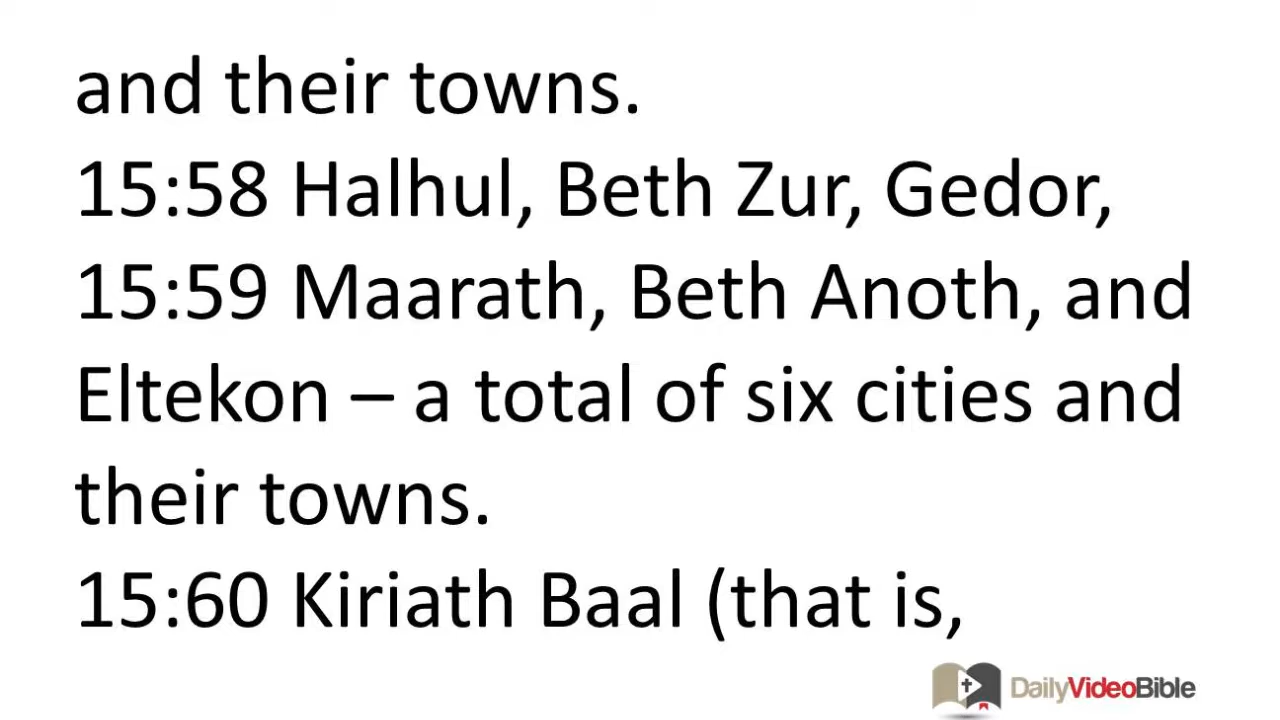 and their towns.
15:58 Halhul, Beth Zur, Gedor,
15:59 Maarath, Beth Anoth, and
Eltekon – a total of six cities and
their towns.
15:60 Kiriath Baal (that is,
DailyVideoBible